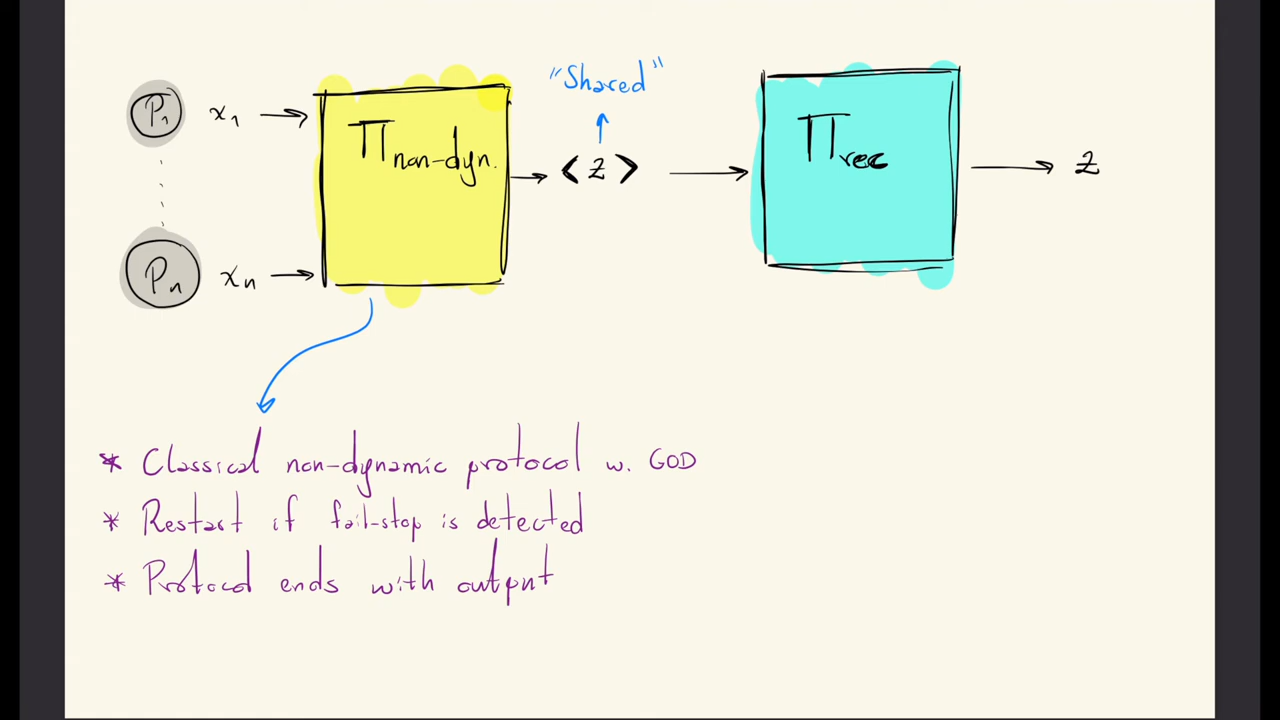 "Shared"
P₁ x₁ Π non-dyn. <z> Π rec z
Pₙ xₙ
* Classical non-dynamic protocol w. GOD
* Restart if fail-stop is detected
* Protocol ends with output